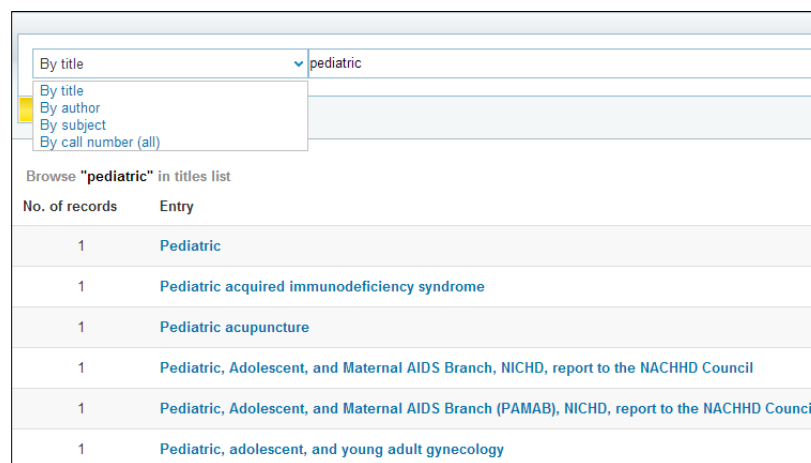 By title pediatric
By title
By author
By subject
By call number (all)
Browse "pediatric" in titles list
No. of records Entry
1 Pediatric
1 Pediatric acquired immunodeficiency syndrome
1 Pediatric acupuncture
1 Pediatric, Adolescent, and Maternal AIDS Branch, NICHD, report to the NACHHD Council
1 Pediatric, Adolescent, and Maternal AIDS Branch (PAMAB), NICHD, report to the NACHHD Counci
1 Pediatric, adolescent, and young adult gynecology